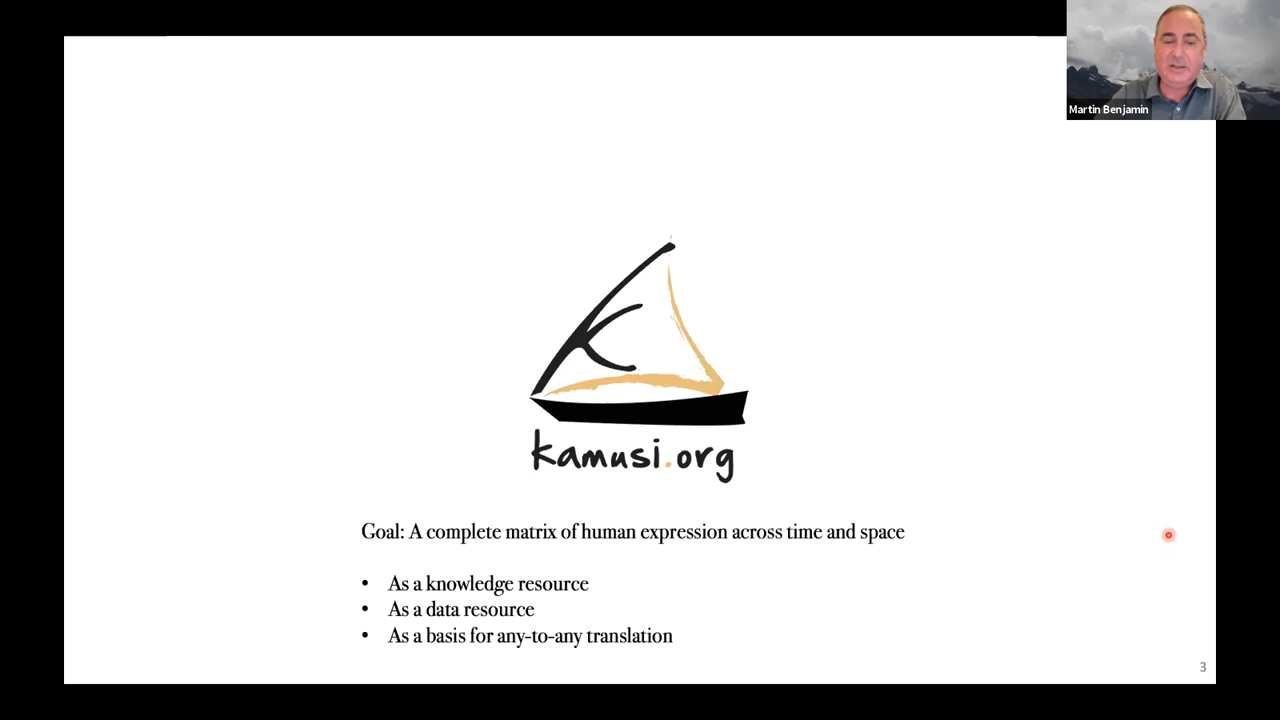 Martin Benjamin
kamusi.org
Goal: A complete matrix of human expression across time and space
• As a knowledge resource
• As a data resource
• As a basis for any-to-any translation
3